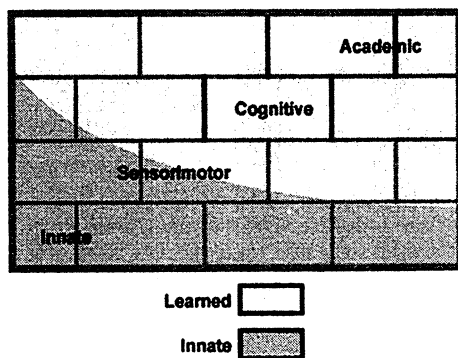 Academic
Cognitive
Sensorimotor
Innate
Learned
Innate